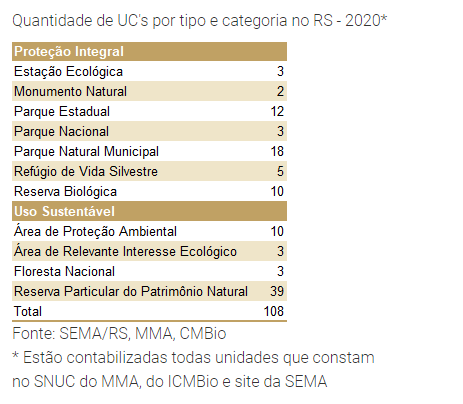 Quantidade de UC's por tipo e categoria no RS - 2020*
Proteção Integral
Estação Ecológica 3
Monumento Natural 2
Parque Estadual 12
Parque Nacional 3
Parque Natural Municipal 18
Refúgio de Vida Silvestre 5
Reserva Biológica 10
Uso Sustentável
Área de Proteção Ambiental 10
Área de Relevante Interesse Ecológico 3
Floresta Nacional 3
Reserva Particular do Patrimônio Natural 39
Total 108
Fonte: SEMA/RS, MMA, CMBio
* Estão contabilizadas todas unidades que constam
no SNUC do MMA, do ICMBio e site da SEMA